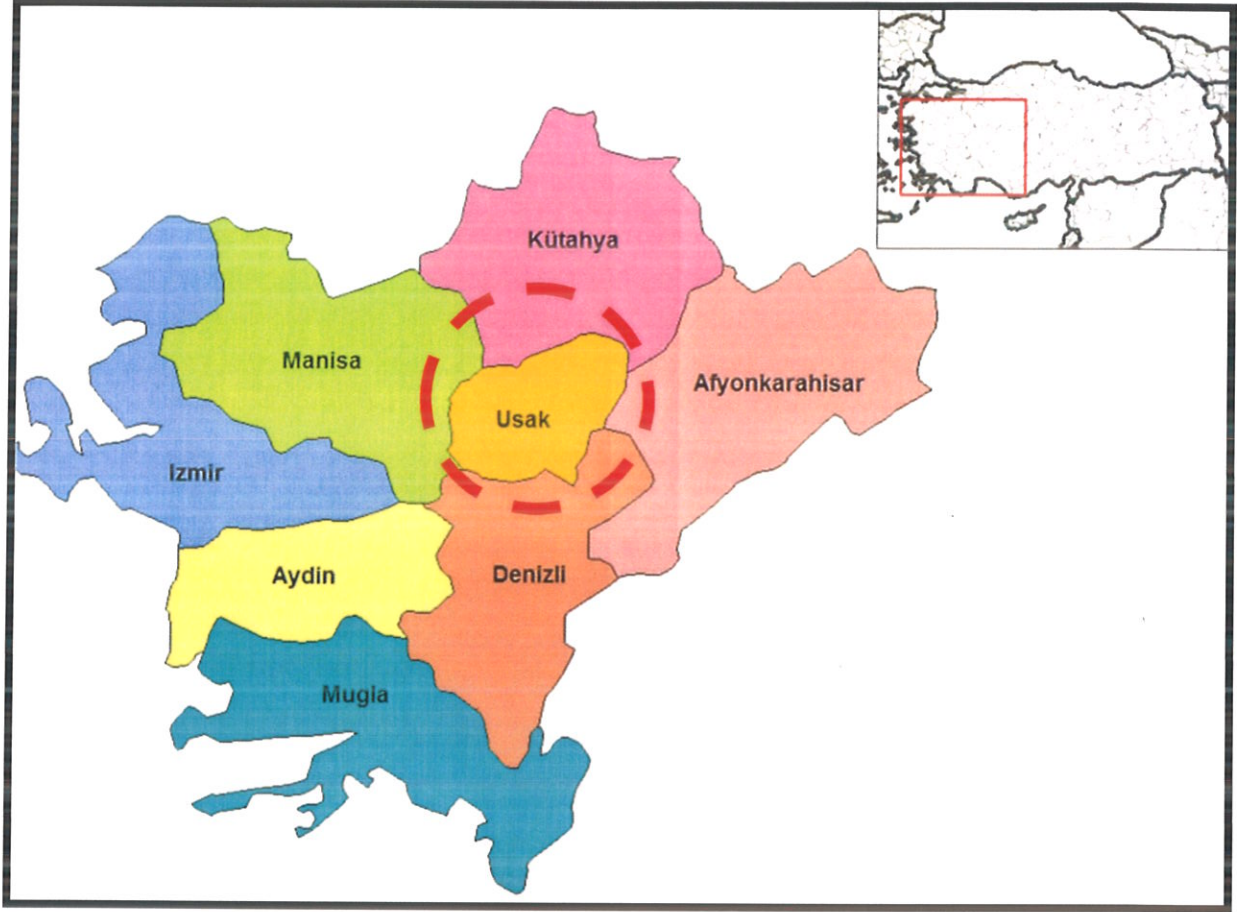 Kütahya
Manisa
Afyonkarahisar
Usak
Izmir
Aydin
Denizli
Mugla